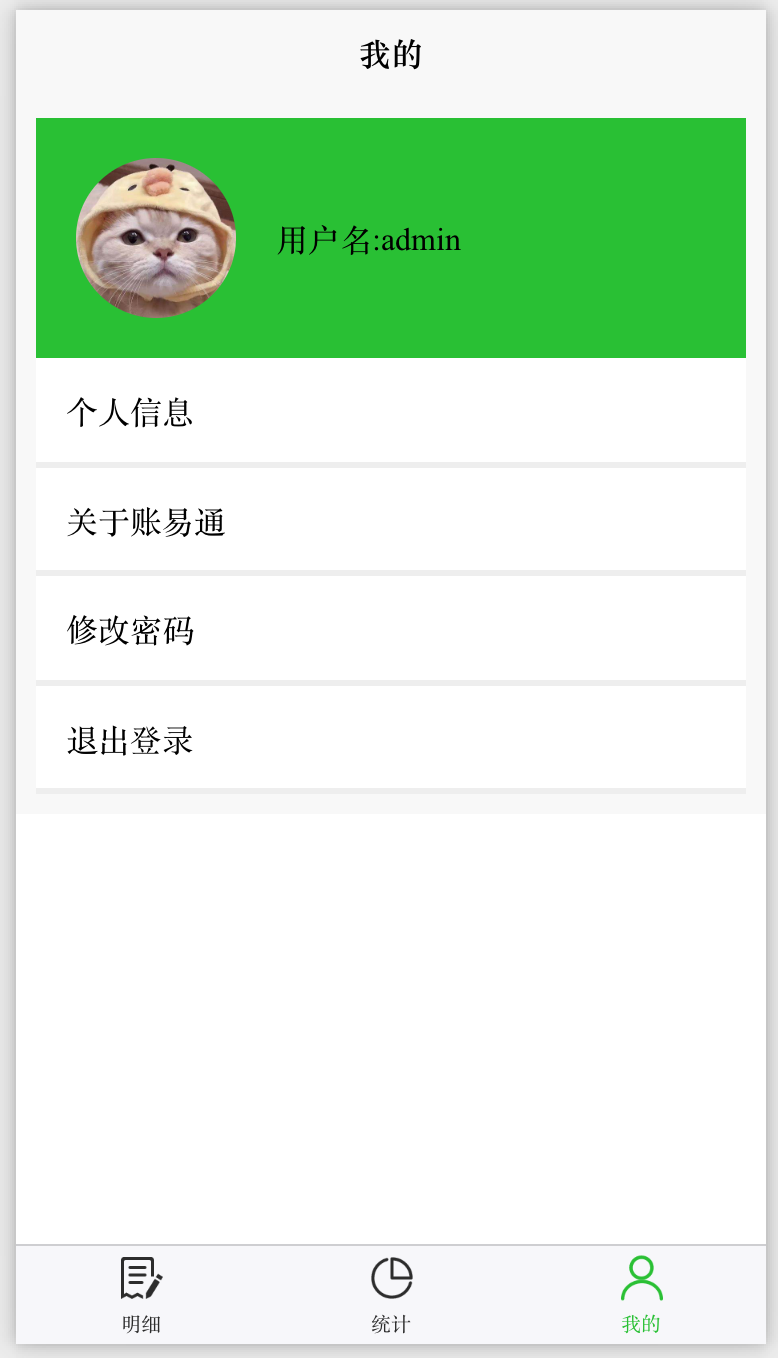 我的
用户名:admin
个人信息
关于账易通
修改密码
退出登录
明细
统计
我的